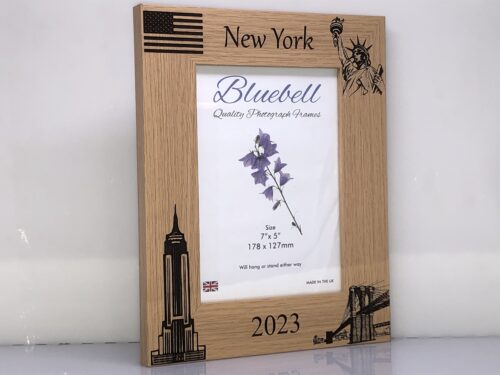 New York
Bluebell
Quality Photograph Frames
Size
7"x 5"
178 x 127mm
Will hang or stand either way
MADE IN THE UK
2023